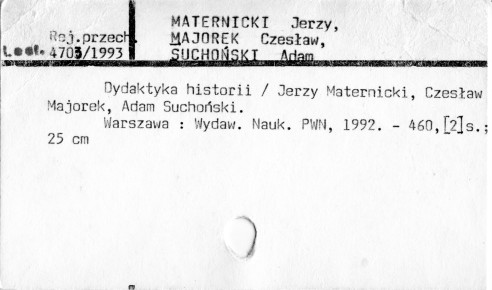 MATERNICKI Jerzy,
Rej.przech. MAJOREK Czesław,
4703/1993 SUCHOŃSKI Adam
Dydaktyka historii / Jerzy Maternicki, Czesław
Majorek, Adam Suchoński.
Warszawa : Wydaw. Nauk. PWN, 1992. - 460,[2]s.;
25 cm